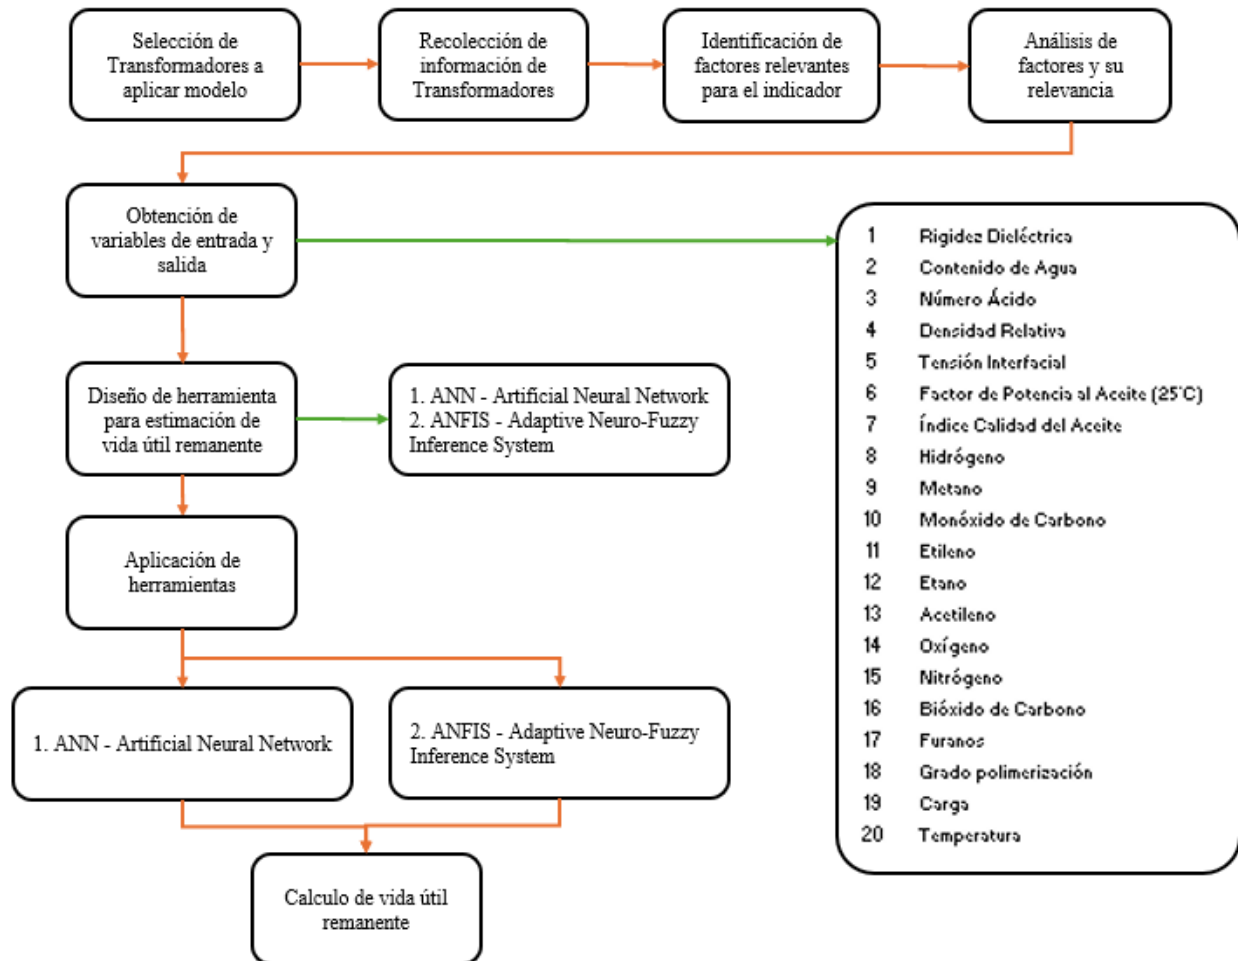 Selección de
Transformadores a
aplicar modelo
Recolección de
información de
Transformadores
Identificación de
factores relevantes
para el indicador
Análisis de
factores y su
relevancia
Obtención de
variables de entrada y
salida
1 Rigidez Dieléctrica
2 Contenido de Agua
3 Número Ácido
4 Densidad Relativa
5 Tensión Interfacial
6 Factor de Potencia al Aceite (25°C)
7 Índice Calidad del Aceite
8 Hidrógeno
9 Metano
10 Monóxido de Carbono
11 Etileno
12 Etano
13 Acetileno
14 Oxígeno
15 Nitrógeno
16 Bióxido de Carbono
17 Furanos
18 Grado polimerización
19 Carga
20 Temperatura
Diseño de herramienta
para estimación de
vida útil remanente
1. ANN - Artificial Neural Network
2. ANFIS - Adaptive Neuro-Fuzzy
Inference System
Aplicación de
herramientas
1. ANN - Artificial Neural Network
2. ANFIS - Adaptive Neuro-Fuzzy
Inference System
Calculo de vida útil
remanente